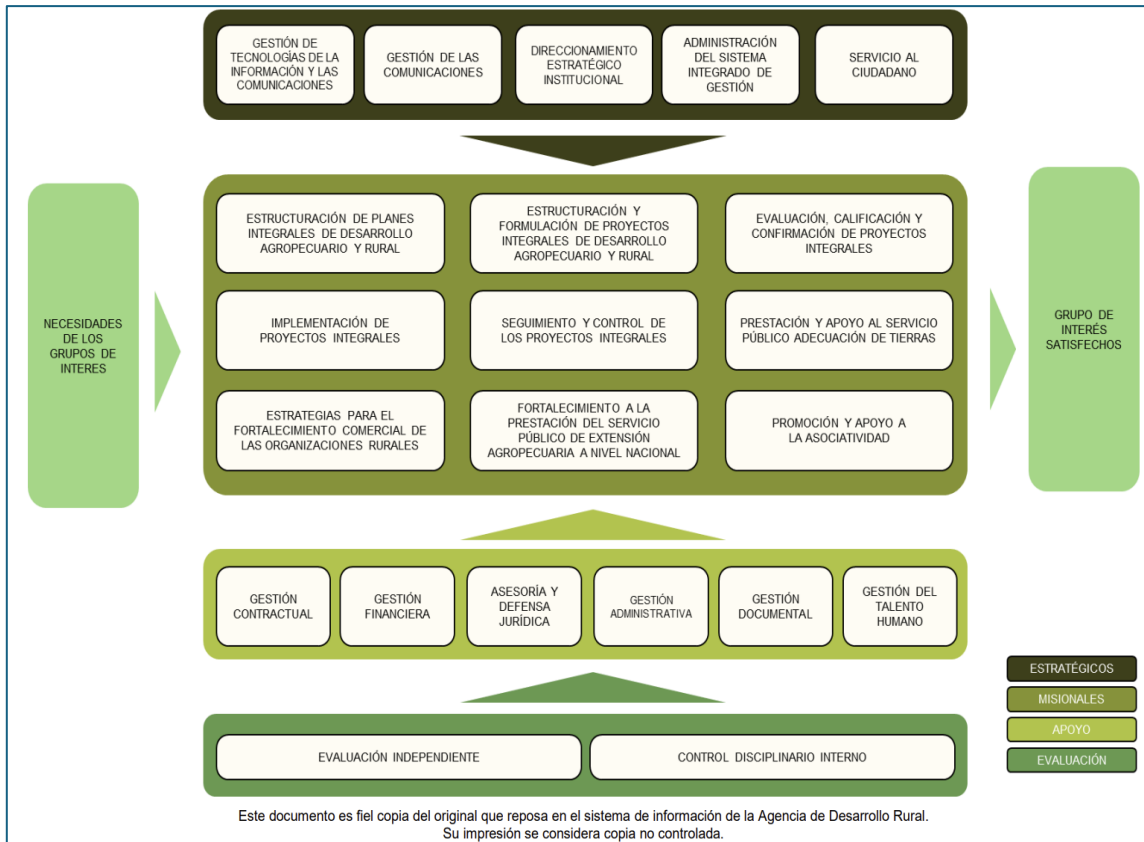 GESTIÓN DE
TECNOLOGÍAS DE LA
INFORMACIÓN Y LAS
COMUNICACIONES
GESTIÓN DE LAS
COMUNICACIONES
DIRECCIONAMIENTO
ESTRATÉGICO
INSTITUCIONAL
ADMINISTRACIÓN
DEL SISTEMA
INTEGRADO DE
GESTIÓN
SERVICIO AL
CIUDADANO
NECESIDADES
DE LOS
GRUPOS DE
INTERES
ESTRUCTURACIÓN DE PLANES
INTEGRALES DE DESARROLLO
AGROPECUARIO Y RURAL
ESTRUCTURACIÓN Y
FORMULACIÓN DE PROYECTOS
INTEGRALES DE DESARROLLO
AGROPECUARIO Y RURAL
EVALUACIÓN, CALIFICACIÓN Y
CONFIRMACIÓN DE PROYECTOS
INTEGRALES
IMPLEMENTACIÓN DE
PROYECTOS INTEGRALES
SEGUIMIENTO Y CONTROL DE
LOS PROYECTOS INTEGRALES
PRESTACIÓN Y APOYO AL SERVICIO
PÚBLICO ADECUACIÓN DE TIERRAS
ESTRATEGIAS PARA EL
FORTALECIMIENTO COMERCIAL DE
LAS ORGANIZACIONES RURALES
FORTALECIMIENTO A LA
PRESTACIÓN DEL SERVICIO
PÚBLICO DE EXTENSIÓN
AGROPECUARIA A NIVEL NACIONAL
PROMOCIÓN Y APOYO A
LA ASOCIATIVIDAD
GRUPO DE
INTERÉS
SATISFECHOS
GESTIÓN
CONTRACTUAL
GESTIÓN
FINANCIERA
ASESORÍA Y
DEFENSA
JURÍDICA
GESTIÓN
ADMINISTRATIVA
GESTIÓN
DOCUMENTAL
GESTIÓN DEL
TALENTO
HUMANO
EVALUACIÓN INDEPENDIENTE
CONTROL DISCIPLINARIO INTERNO
ESTRATÉGICOS
MISIONALES
APOYO
EVALUACIÓN
Este documento es fiel copia del original que reposa en el sistema de información de la Agencia de Desarrollo Rural.
Su impresión se considera copia no controlada.